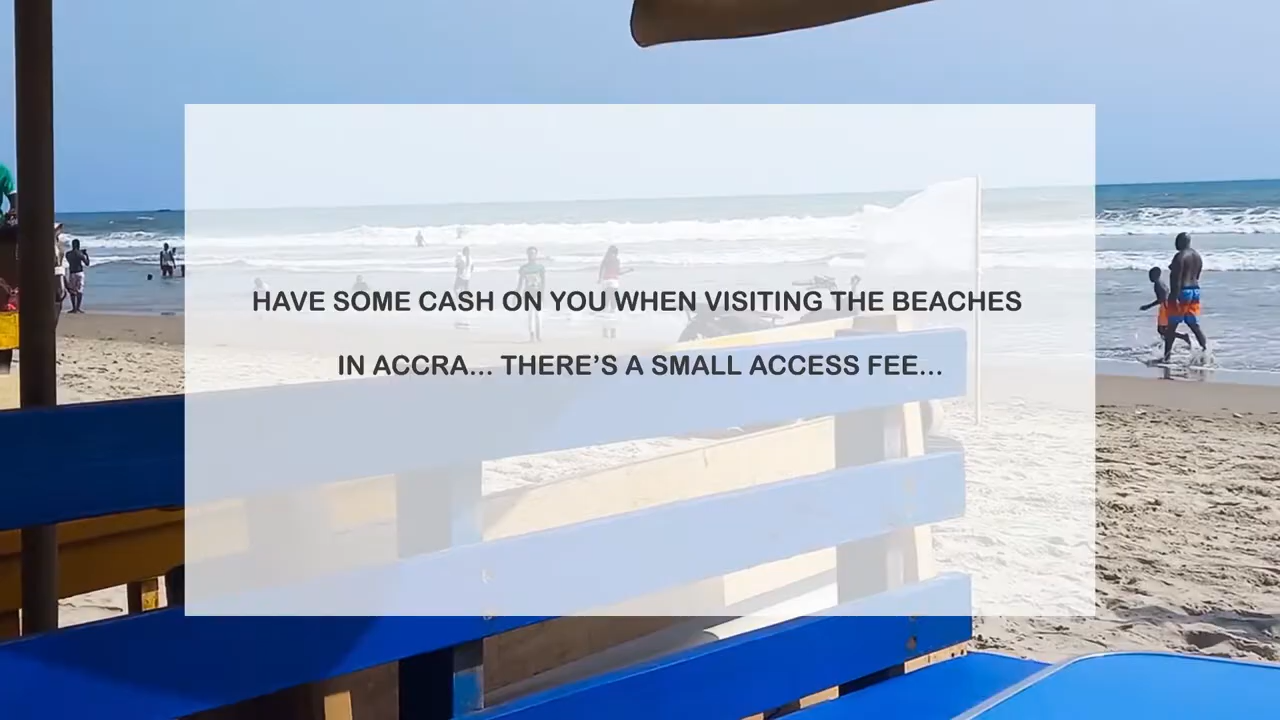 HAVE SOME CASH ON YOU WHEN VISITING THE BEACHES
IN ACCRA... THERE’S A SMALL ACCESS FEE...